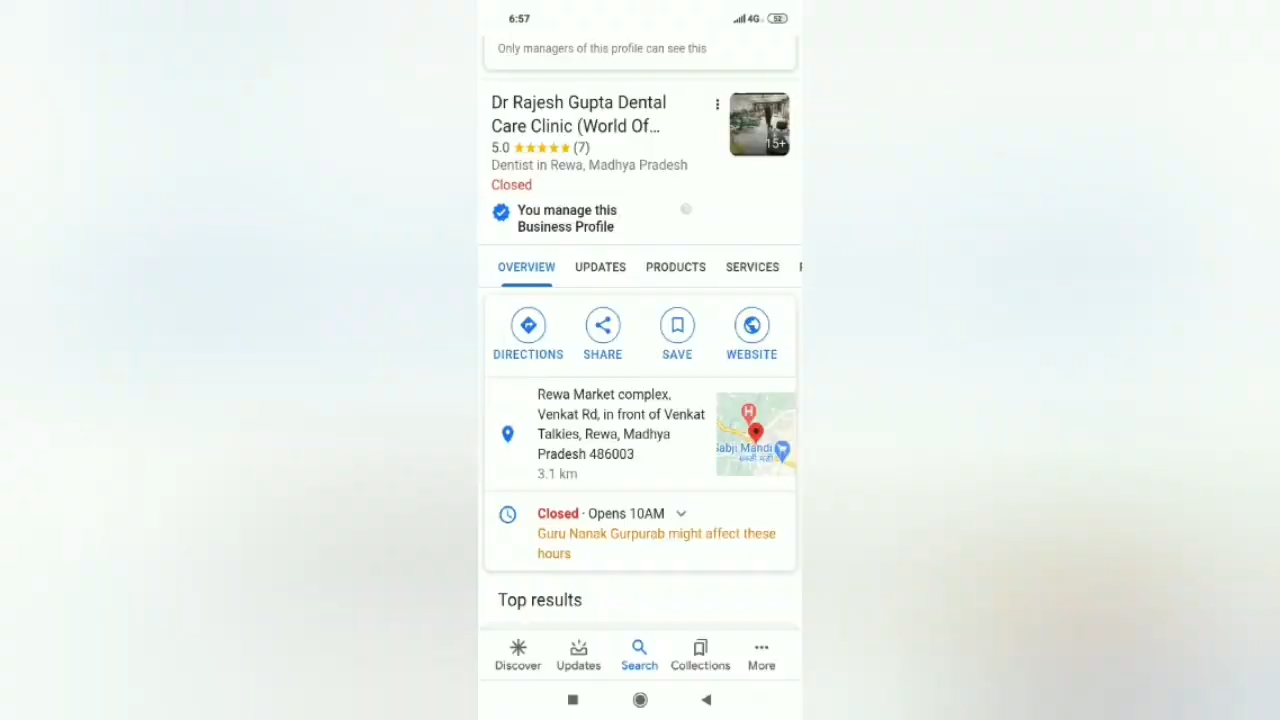 6:57
4G
52
Only managers of this profile can see this
Dr Rajesh Gupta Dental
Care Clinic (World Of...
15+
5.0 ★★★★★ (7)
Dentist in Rewa, Madhya Pradesh
Closed
You manage this
Business Profile
OVERVIEW UPDATES PRODUCTS SERVICES
DIRECTIONS SHARE SAVE WEBSITE
Rewa Market complex,
Venkat Rd, in front of Venkat
Talkies, Rewa, Madhya
Pradesh 486003
3.1 km
H
Sabji Mandi
सब्जी मंडी
Closed · Opens 10AM
Guru Nanak Gurpurab might affect these
hours
Top results
Discover Updates Search Collections More